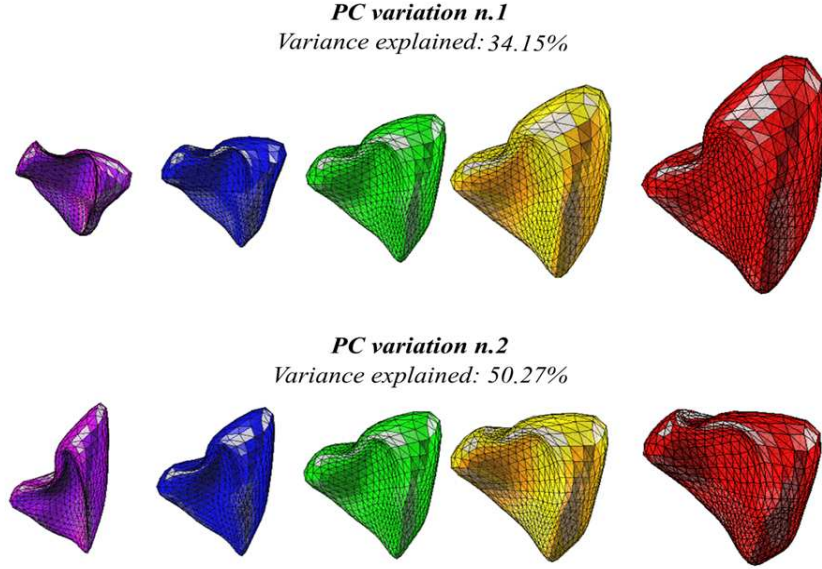 PC variation n.1
Variance explained: 34.15%
PC variation n.2
Variance explained: 50.27%